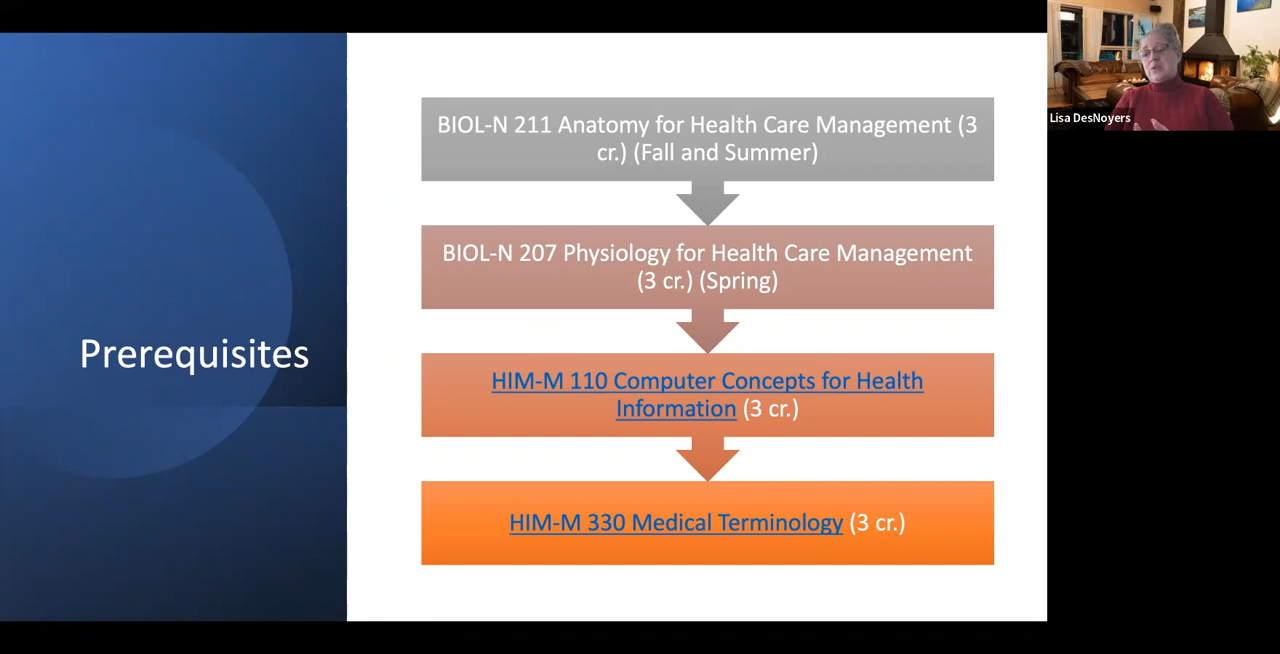 Prerequisites
BIOL-N 211 Anatomy for Health Care Management (3
cr.) (Fall and Summer)
BIOL-N 207 Physiology for Health Care Management
(3 cr.) (Spring)
HIM-M 110 Computer Concepts for Health
Information (3 cr.)
HIM-M 330 Medical Terminology (3 cr.)
Lisa DesNoyers